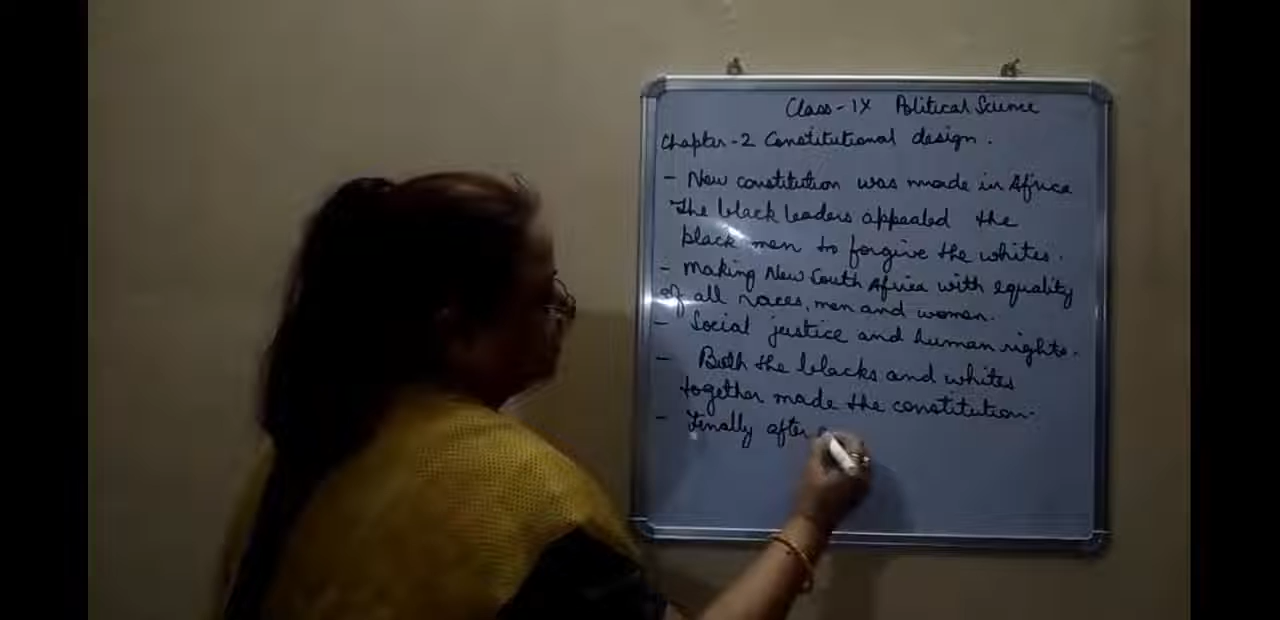 Class - IX Political Science
Chapter - 2 Constitutional design.
- New constitution was made in Africa
The black leaders appealed the
black men to forgive the whites.
- Making New South Africa with equality
of all races, men and women.
- Social justice and human rights.
- Both the blacks and whites
together made the constitution.
- Finally after